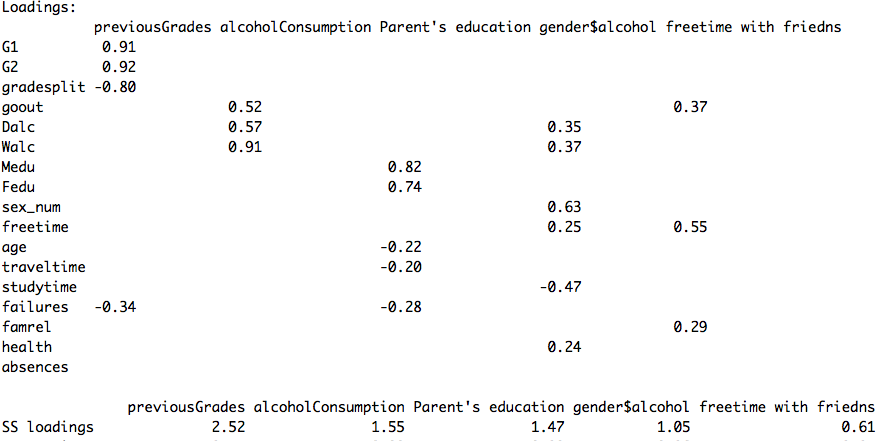 Loadings:
previousGrades alcoholConsumption Parent's education gender$alcohol freetime with friedns
G1 0.91
G2 0.92
gradesplit -0.80
goout 0.52 0.37
Dalc 0.57 0.35
Walc 0.91 0.37
Medu 0.82
Fedu 0.74
sex_num 0.63
freetime 0.25 0.55
age -0.22
traveltime -0.20
studytime -0.47
failures -0.34 -0.28
famrel 0.29
health 0.24
absences
previousGrades alcoholConsumption Parent's education gender$alcohol freetime with friedns
SS loadings 2.52 1.55 1.47 1.05 0.61